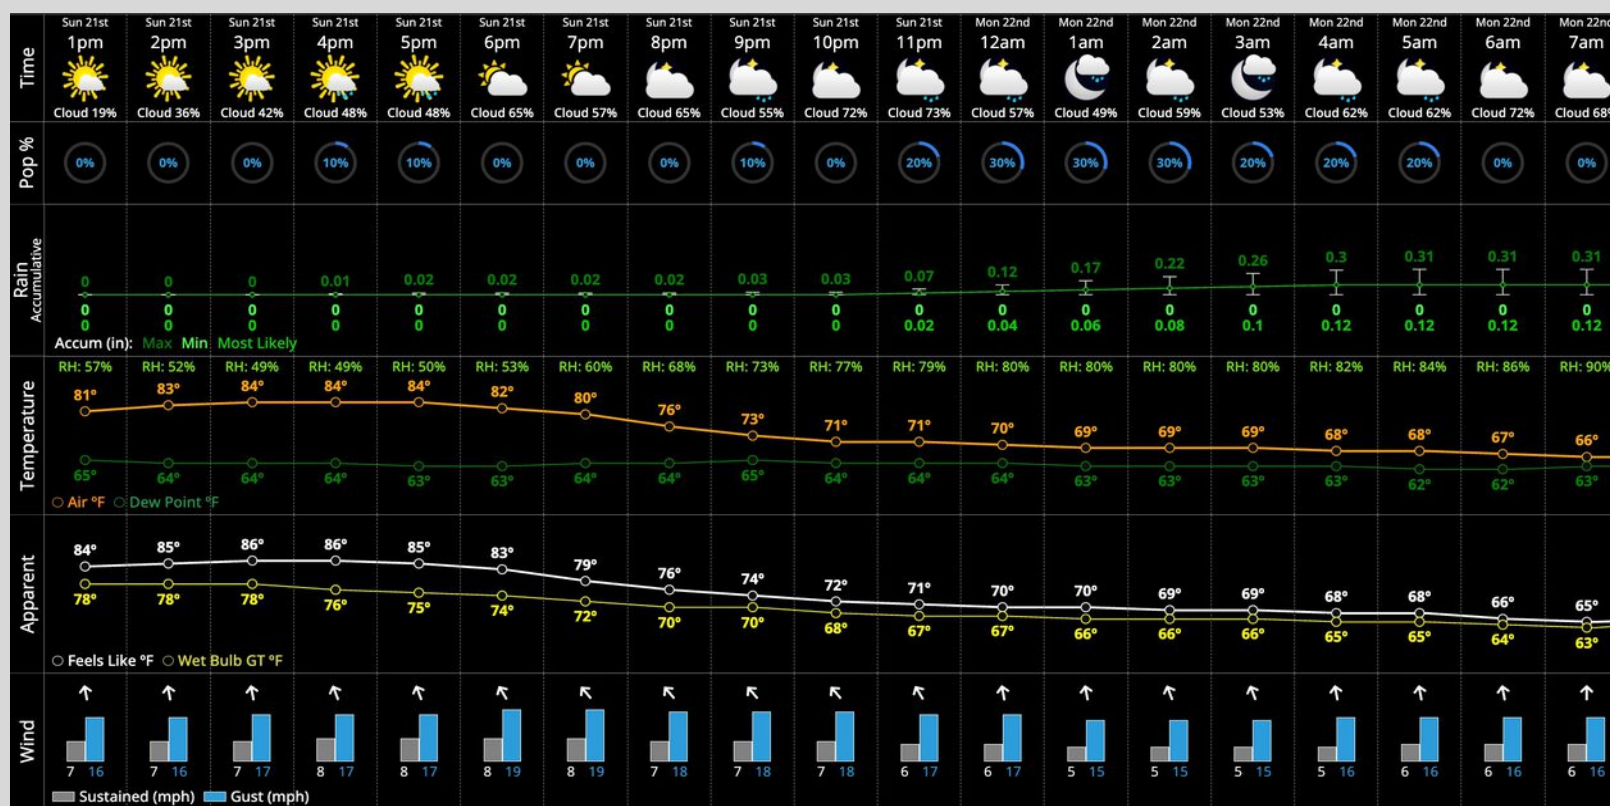 Sun 21st Sun 21st Sun 21st Sun 21st Sun 21st Sun 21st Sun 21st Sun 21st Sun 21st Sun 21st Sun 21st Mon 22nd Mon 22nd Mon 22nd Mon 22nd Mon 22nd Mon 22nd Mon 22nd Mon 22nd
Time 1pm 2pm 3pm 4pm 5pm 6pm 7pm 8pm 9pm 10pm 11pm 12am 1am 2am 3am 4am 5am 6am 7am
Cloud 19% Cloud 36% Cloud 42% Cloud 48% Cloud 48% Cloud 65% Cloud 57% Cloud 65% Cloud 55% Cloud 72% Cloud 73% Cloud 57% Cloud 49% Cloud 59% Cloud 53% Cloud 62% Cloud 62% Cloud 72% Cloud 68%
Pop % 0% 0% 0% 10% 10% 0% 0% 0% 10% 0% 20% 30% 30% 30% 20% 20% 20% 0% 0%
Rain
Accumulative
0 0 0 0.01 0.02 0.02 0.02 0.02 0.03 0.03 0.07 0.12 0.17 0.22 0.26 0.3 0.31 0.31 0.31
0 0 0 0 0 0 0 0 0 0 0 0 0 0 0 0 0 0 0
0 0 0 0 0 0 0 0 0 0 0.02 0.04 0.06 0.08 0.1 0.12 0.12 0.12 0.12
Accum (in): Max Min Most Likely
RH: 57% RH: 52% RH: 49% RH: 49% RH: 50% RH: 53% RH: 60% RH: 68% RH: 73% RH: 77% RH: 79% RH: 80% RH: 80% RH: 80% RH: 80% RH: 82% RH: 84% RH: 86% RH: 90%
Temperature
81° 83° 84° 84° 84° 82° 80° 76° 73° 71° 71° 70° 69° 69° 69° 68° 68° 67° 66°
65° 64° 64° 64° 63° 63° 64° 64° 65° 64° 64° 64° 63° 63° 63° 63° 62° 62° 63°
Air °F Dew Point °F
Apparent
84° 85° 86° 86° 85° 83° 79° 76° 74° 72° 71° 70° 70° 69° 69° 68° 68° 66° 65°
78° 78° 78° 76° 75° 74° 72° 70° 70° 68° 67° 67° 66° 66° 66° 65° 65° 64° 63°
Feels Like °F Wet Bulb GT °F
Wind
7 16 7 16 7 17 8 17 8 17 8 19 8 19 7 18 7 18 7 18 6 17 6 17 5 15 5 15 5 15 5 16 6 16 6 16 6 16
Sustained (mph) Gust (mph)